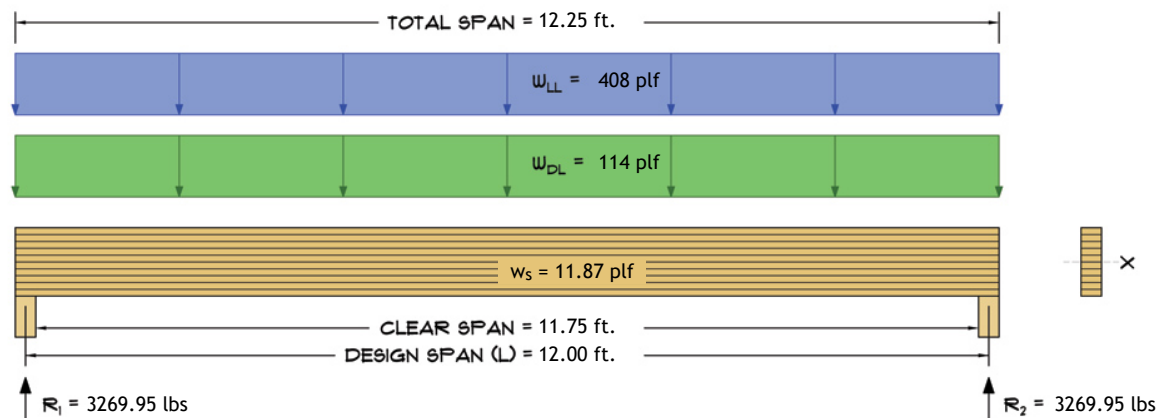 TOTAL SPAN = 12.25 ft.
wLL = 408 plf
wDL = 114 plf
ws = 11.87 plf
X
CLEAR SPAN = 11.75 ft.
DESIGN SPAN (L) = 12.00 ft.
R1 = 3269.95 lbs
R2 = 3269.95 lbs